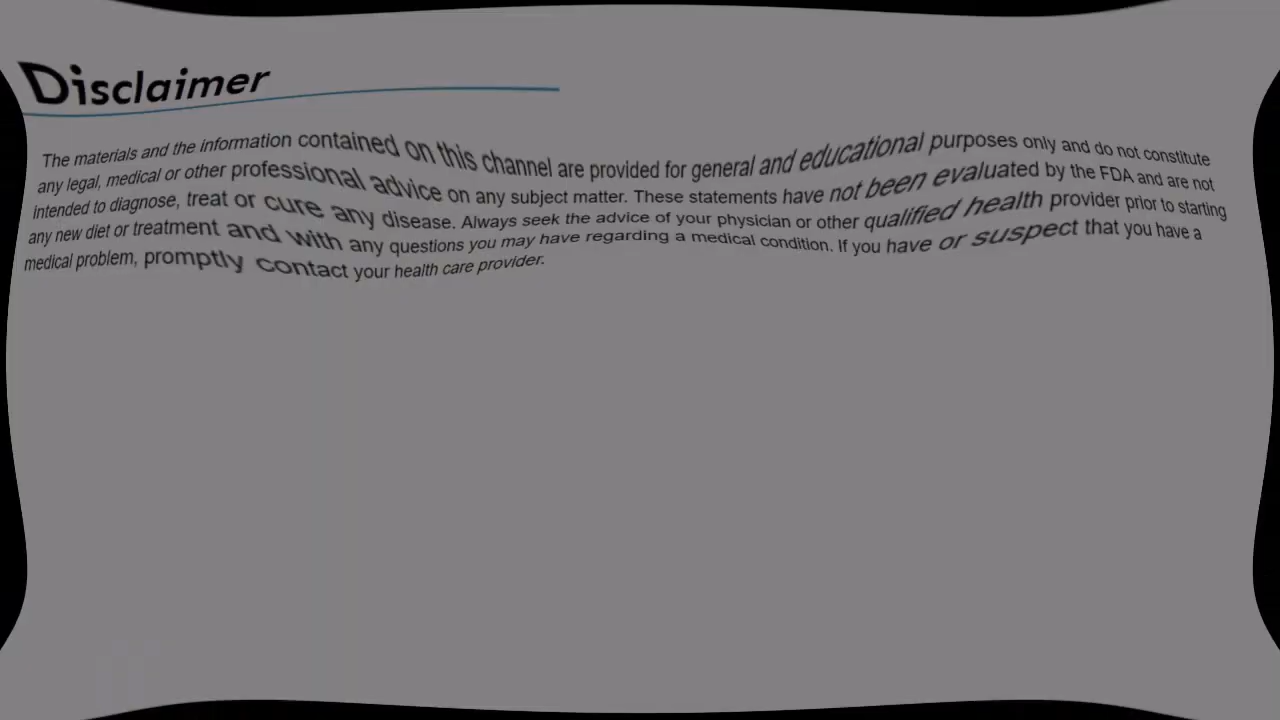 Disclaimer
The materials and the information contained on this channel are provided for general and educational purposes only and do not constitute
any legal, medical or other professional advice on any subject matter. These statements have not been evaluated by the FDA and are not
intended to diagnose, treat or cure any disease. Always seek the advice of your physician or other qualified health provider prior to starting
any new diet or treatment and with any questions you may have regarding a medical condition. If you have or suspect that you have a
medical problem, promptly contact your health care provider.